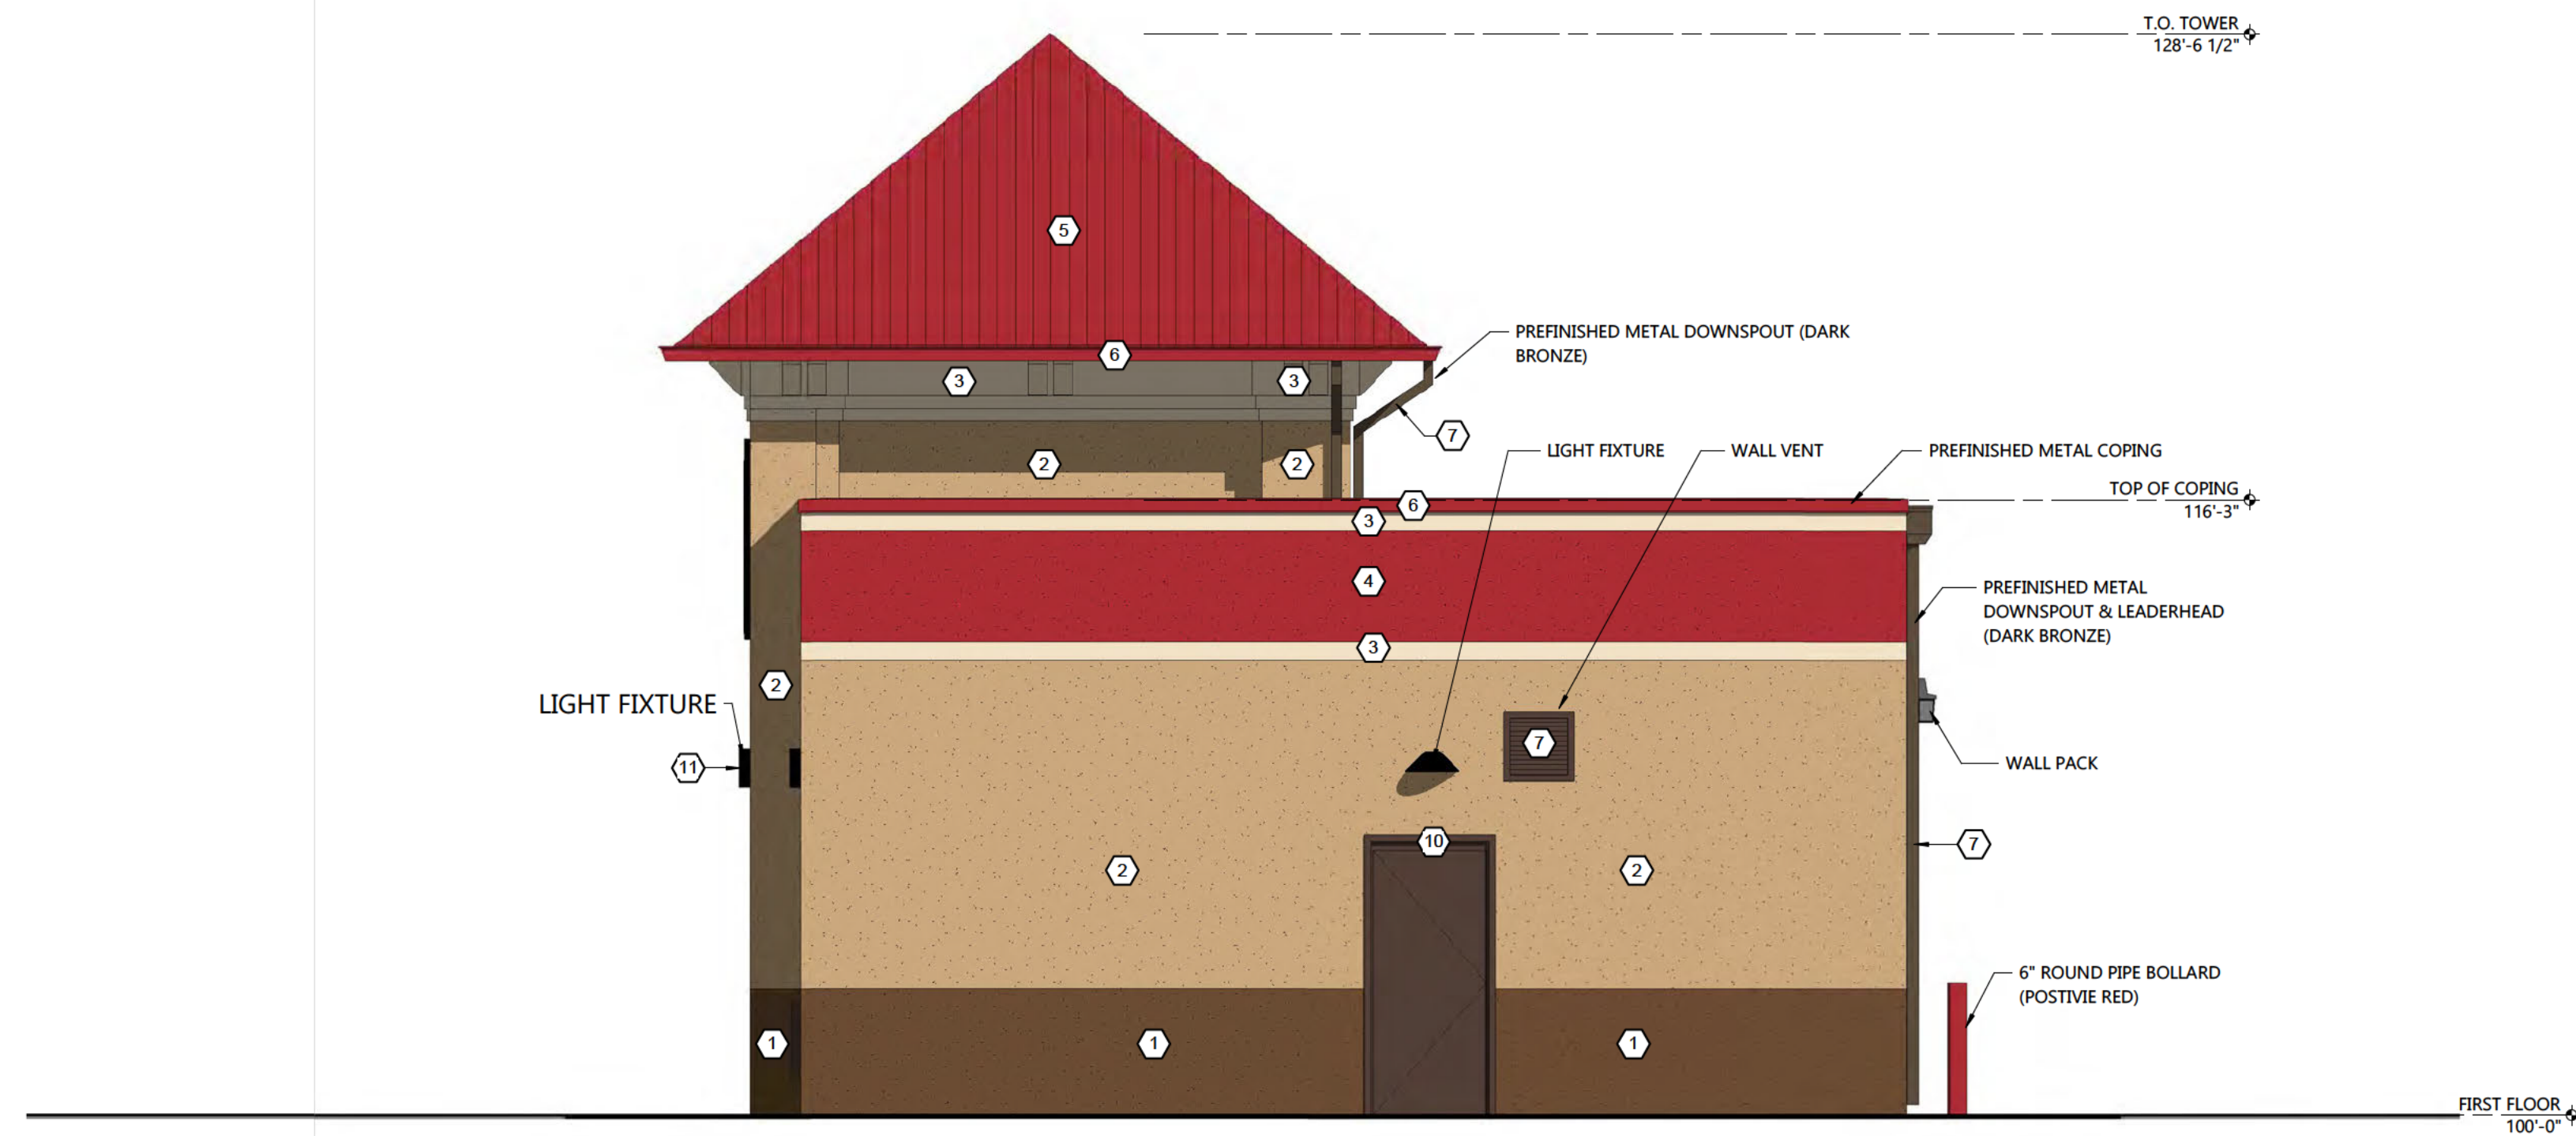 T.O. TOWER
128'-6 1/2"
5
PREFINISHED METAL DOWNSPOUT (DARK
BRONZE)
6
3
3
7
2
2
LIGHT FIXTURE
WALL VENT
PREFINISHED METAL COPING
TOP OF COPING
116'-3"
6
3
4
PREFINISHED METAL
DOWNSPOUT & LEADERHEAD
(DARK BRONZE)
3
2
LIGHT FIXTURE
7
11
WALL PACK
10
7
2
2
6" ROUND PIPE BOLLARD
(POSTIVIE RED)
1
1
1
FIRST FLOOR
100'-0"